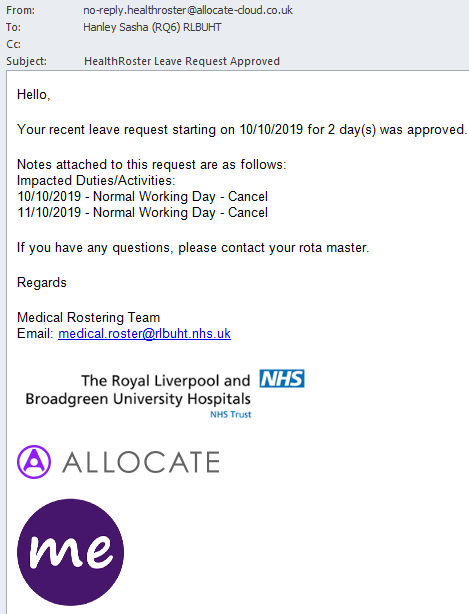 From: no-reply.healthroster@allocate-cloud.co.uk
To: Hanley Sasha (RQ6) RLBUHT
Cc:
Subject: HealthRoster Leave Request Approved
Hello,
Your recent leave request starting on 10/10/2019 for 2 day(s) was approved.
Notes attached to this request are as follows:
Impacted Duties/Activities:
10/10/2019 - Normal Working Day - Cancel
11/10/2019 - Normal Working Day - Cancel
If you have any questions, please contact your rota master.
Regards
Medical Rostering Team
Email: medical.roster@rlbuht.nhs.uk
The Royal Liverpool and NHS
Broadgreen University Hospitals
NHS Trust
ALLOCATE
me